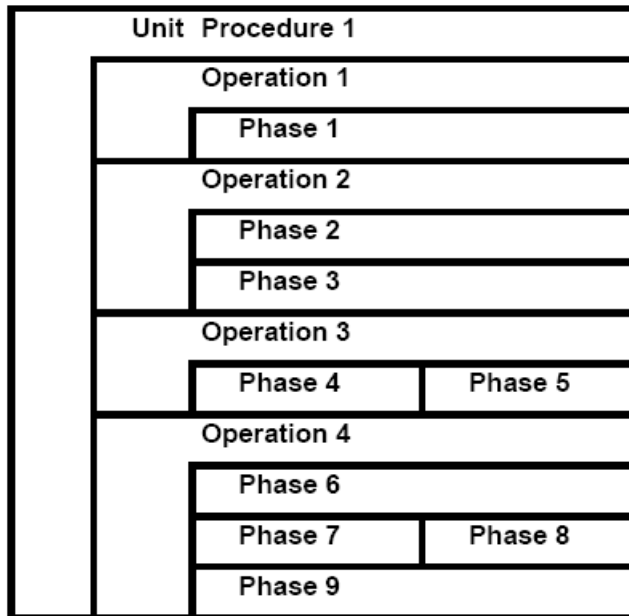 Unit Procedure 1
Operation 1
Phase 1
Operation 2
Phase 2
Phase 3
Operation 3
Phase 4 Phase 5
Operation 4
Phase 6
Phase 7 Phase 8
Phase 9